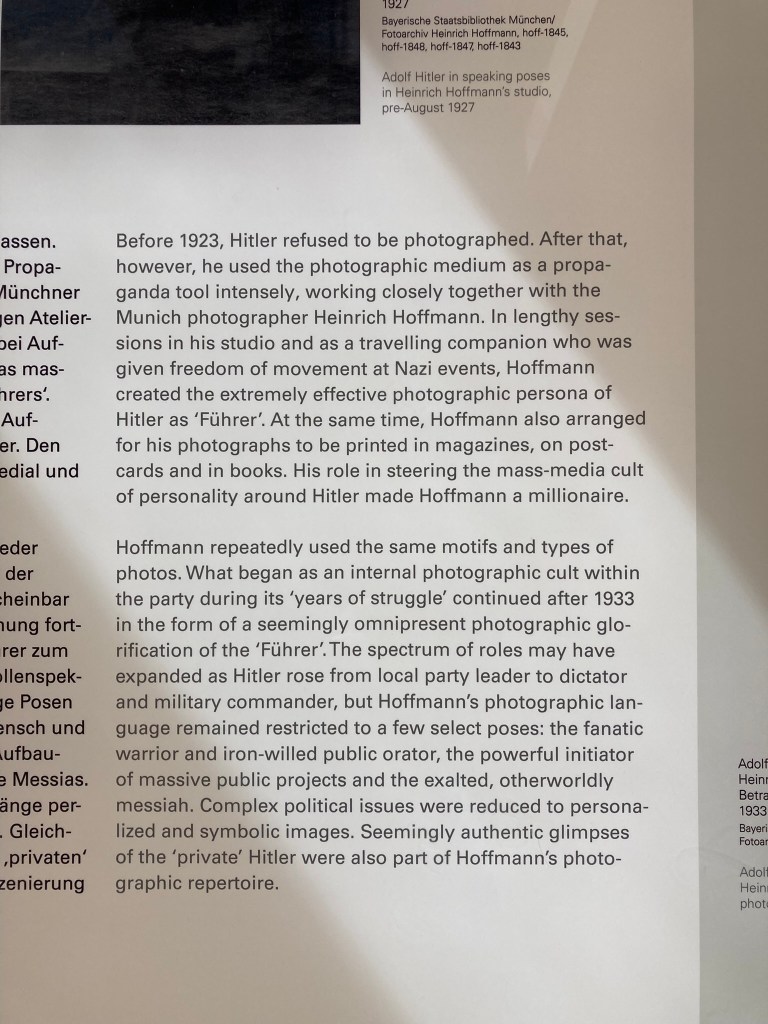 1927
Bayerische Staatsbibliothek München/
Fotoarchiv Heinrich Hoffmann, hoff-1845,
hoff-1848, hoff-1847, hoff-1843
Adolf Hitler in speaking poses
in Heinrich Hoffmann's studio,
pre-August 1927
assen.
Propa-
Münchner
gen Atelier-
bei Auf-
as mas-
hrers‘.
Auf-
er. Den
edial und
eder
der
cheinbar
nung fort-
rer zum
ollenspek-
ge Posen
ensch und
Aufbau-
e Messias.
änge per-
. Gleich-
‚privaten‘
zenierung
Before 1923, Hitler refused to be photographed. After that,
however, he used the photographic medium as a propa-
ganda tool intensely, working closely together with the
Munich photographer Heinrich Hoffmann. In lengthy ses-
sions in his studio and as a travelling companion who was
given freedom of movement at Nazi events, Hoffmann
created the extremely effective photographic persona of
Hitler as ‘Führer’. At the same time, Hoffmann also arranged
for his photographs to be printed in magazines, on post-
cards and in books. His role in steering the mass-media cult
of personality around Hitler made Hoffmann a millionaire.
Hoffmann repeatedly used the same motifs and types of
photos. What began as an internal photographic cult within
the party during its ‘years of struggle’ continued after 1933
in the form of a seemingly omnipresent photographic glo-
rification of the ‘Führer’. The spectrum of roles may have
expanded as Hitler rose from local party leader to dictator
and military commander, but Hoffmann’s photographic lan-
guage remained restricted to a few select poses: the fanatic
warrior and iron-willed public orator, the powerful initiator
of massive public projects and the exalted, otherworldly
messiah. Complex political issues were reduced to persona-
lized and symbolic images. Seemingly authentic glimpses
of the ‘private’ Hitler were also part of Hoffmann’s photo-
graphic repertoire.
Adolf
Heinr
Betra
1933
Bayeri
Fotoar
Adolf
Hein
photo